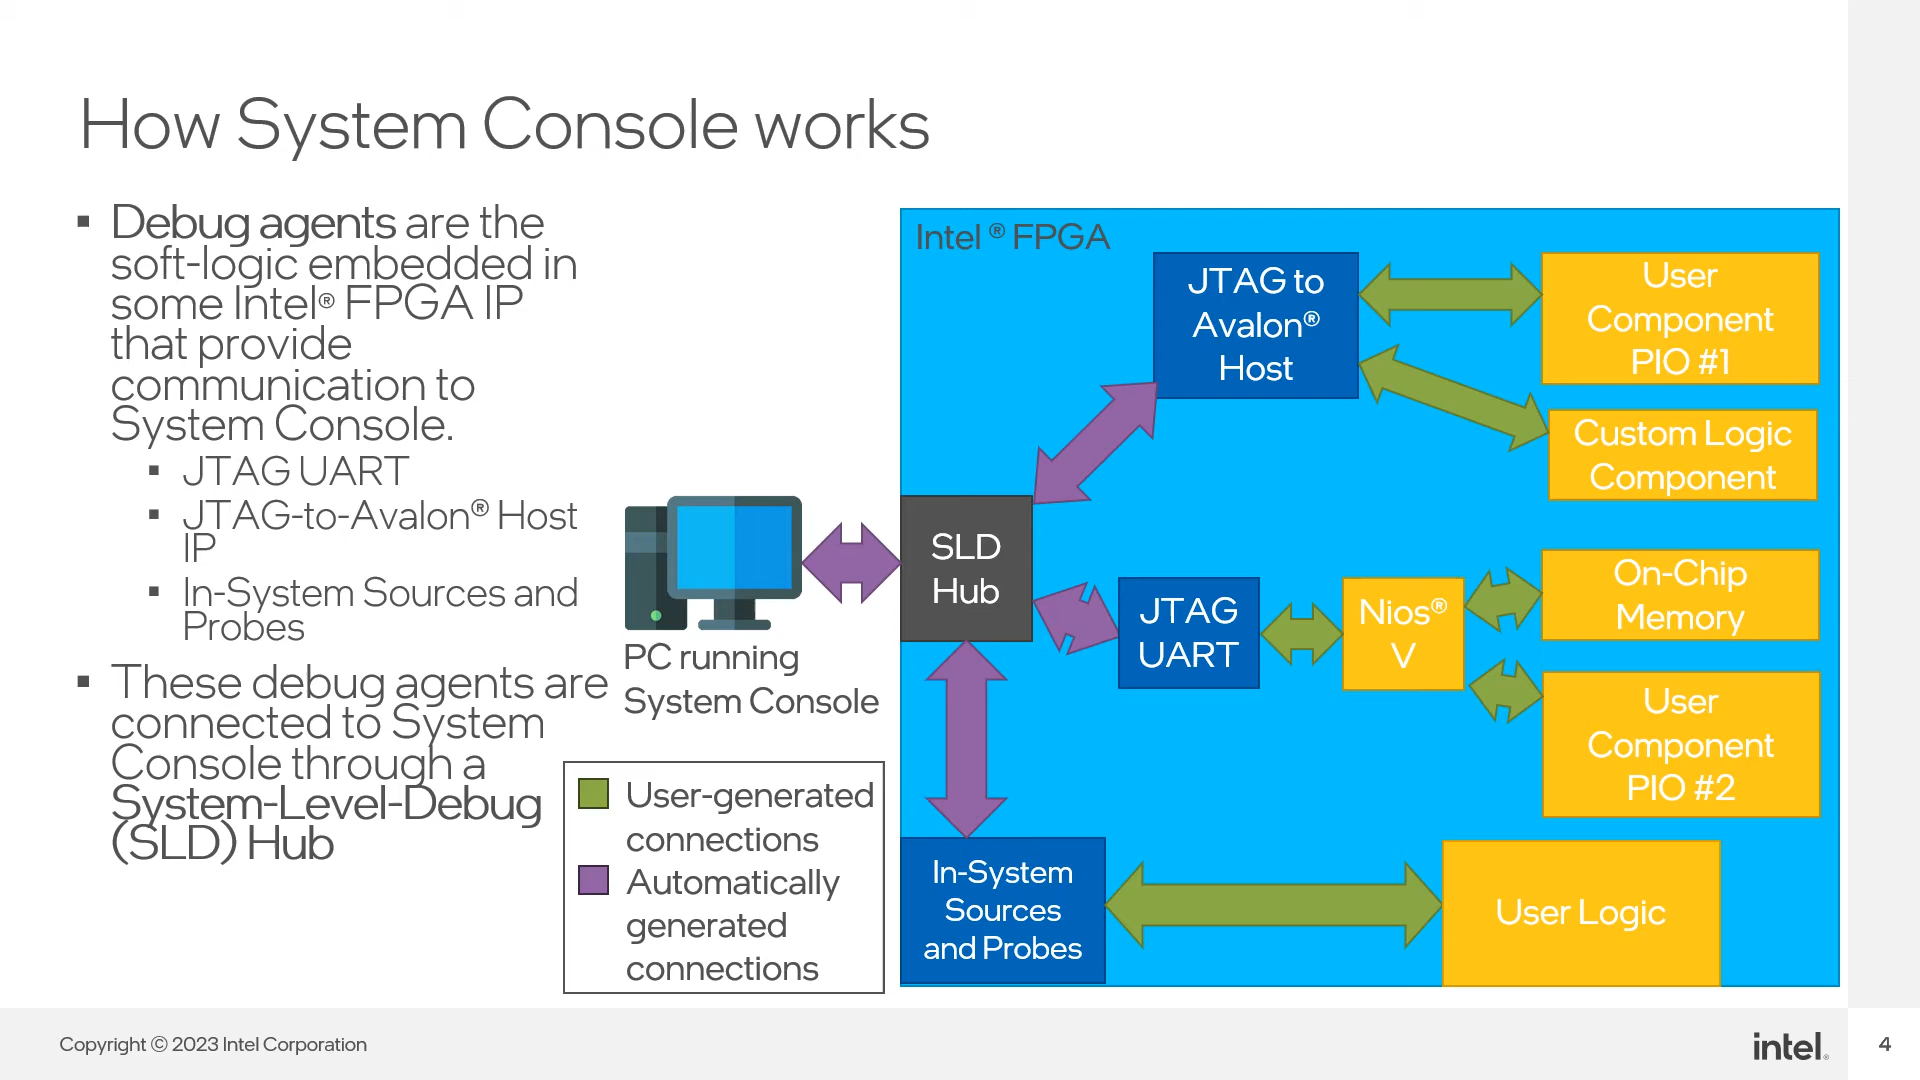 How System Console works
▪ Debug agents are the
soft-logic embedded in
some Intel® FPGA IP
that provide
communication to
System Console.
▪ JTAG UART
▪ JTAG-to-Avalon® Host
IP
▪ In-System Sources and
Probes
▪ These debug agents are
connected to System
Console through a
System-Level-Debug
(SLD) Hub
PC running
System Console
User-generated
connections
Automatically
generated
connections
Intel ® FPGA
JTAG to
Avalon®
Host
User
Component
PIO #1
Custom Logic
Component
SLD
Hub
JTAG
UART
Nios®
V
On-Chip
Memory
User
Component
PIO #2
In-System
Sources
and Probes
User Logic
Copyright © 2023 Intel Corporation
intel.
4